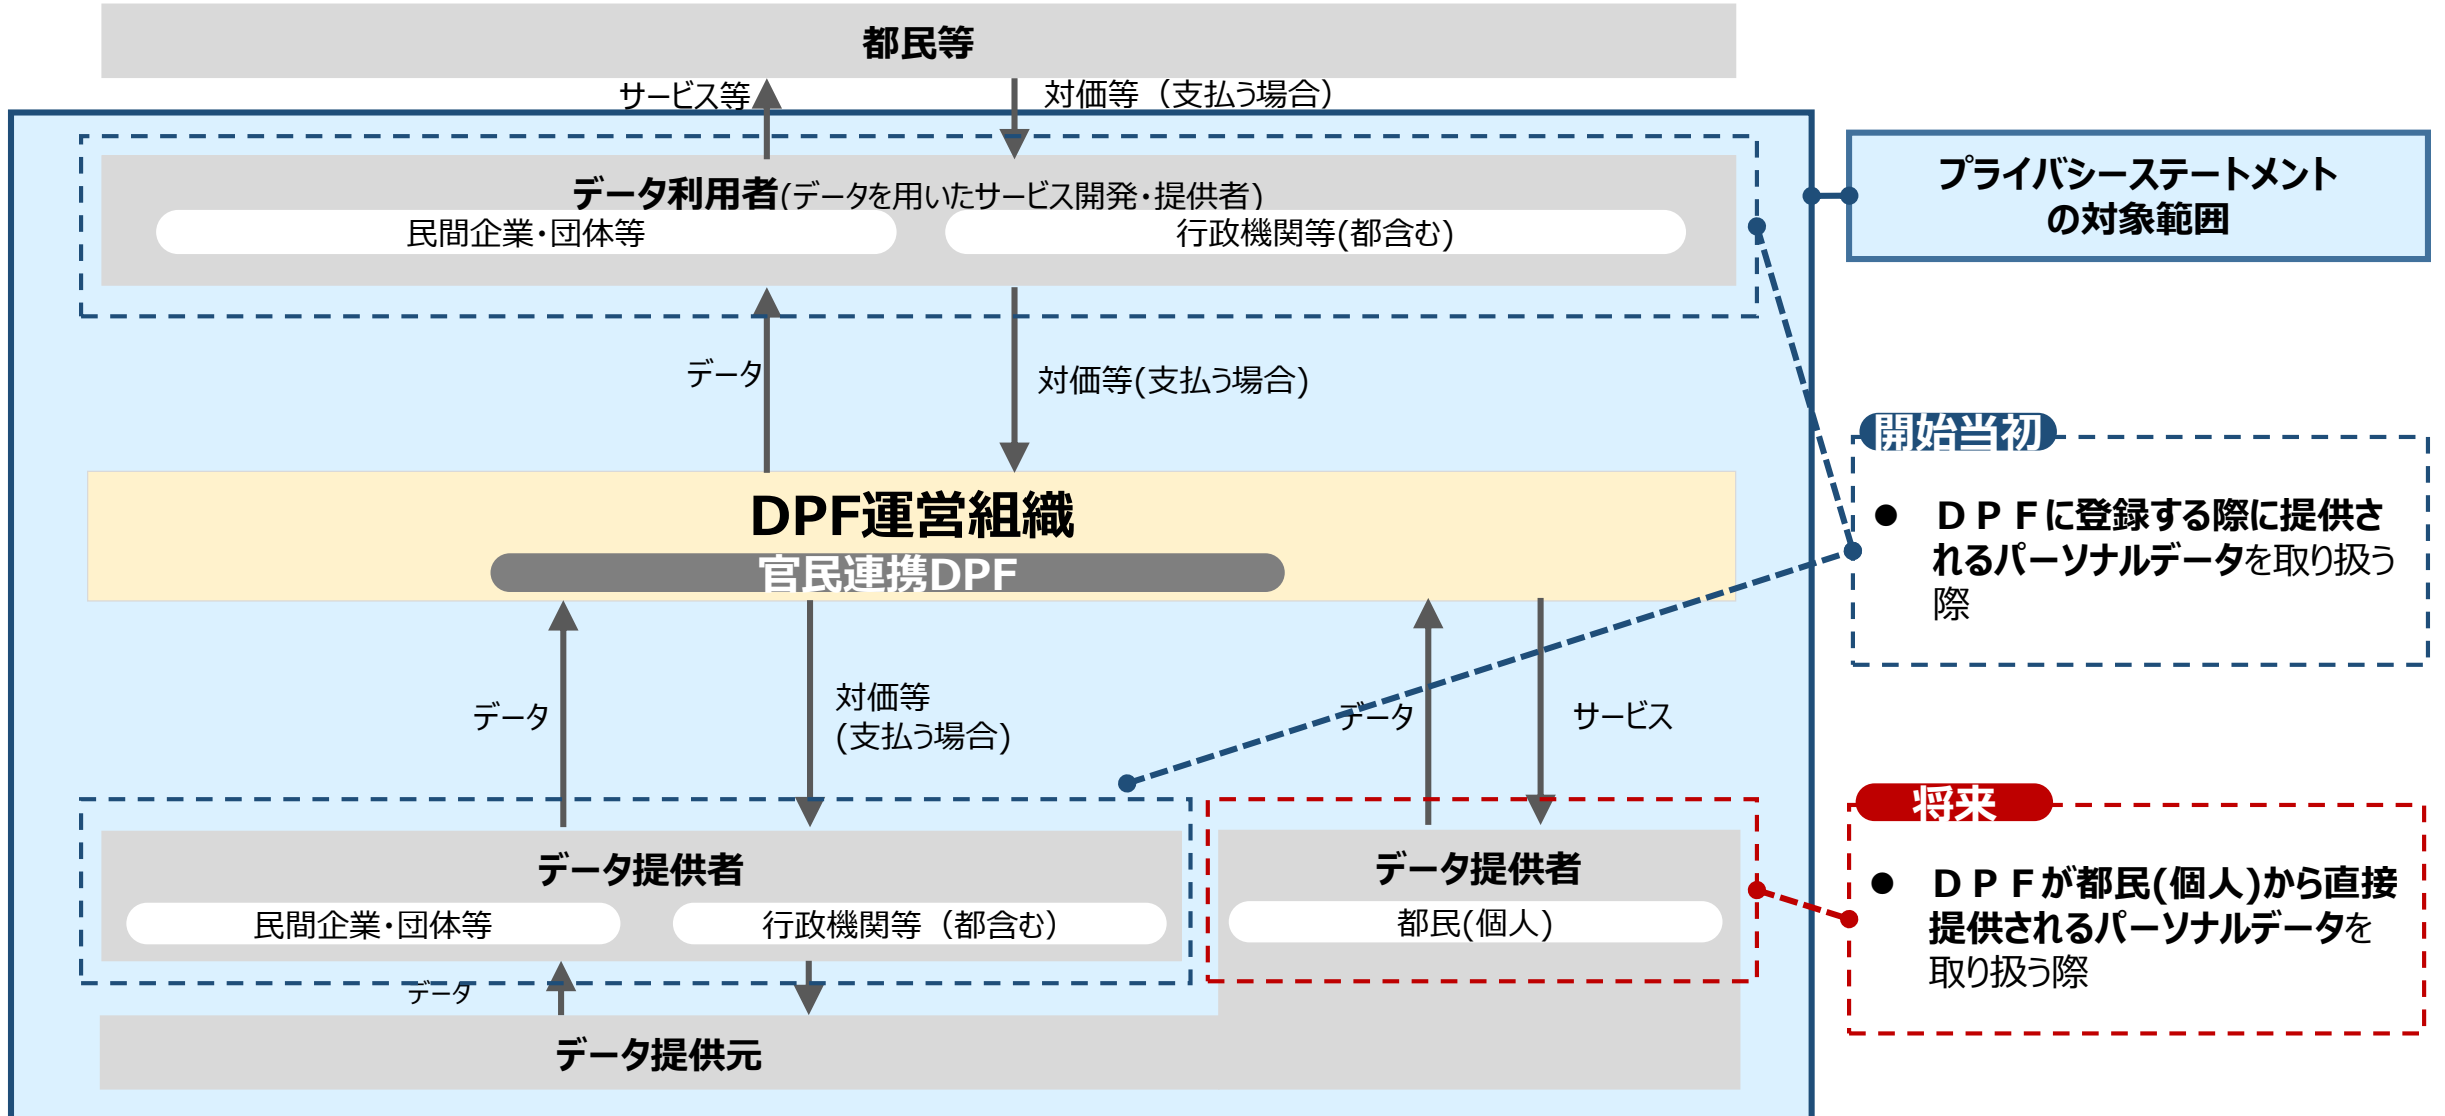 都民等
サービス等
対価等（支払う場合）
データ利用者(データを用いたサービス開発・提供者)
民間企業・団体等
行政機関等(都含む)
プライバシーステートメント
の対象範囲
データ
対価等(支払う場合)
開始当初
● ＤＰＦに登録する際に提供さ
れるパーソナルデータを取り扱う
際
DPF運営組織
官民連携DPF
データ
対価等
(支払う場合)
データ
サービス
将来
● ＤＰＦが都民(個人)から直接
提供されるパーソナルデータを
取り扱う際
データ提供者
民間企業・団体等
行政機関等（都含む）
データ提供者
都民(個人)
データ
データ提供元